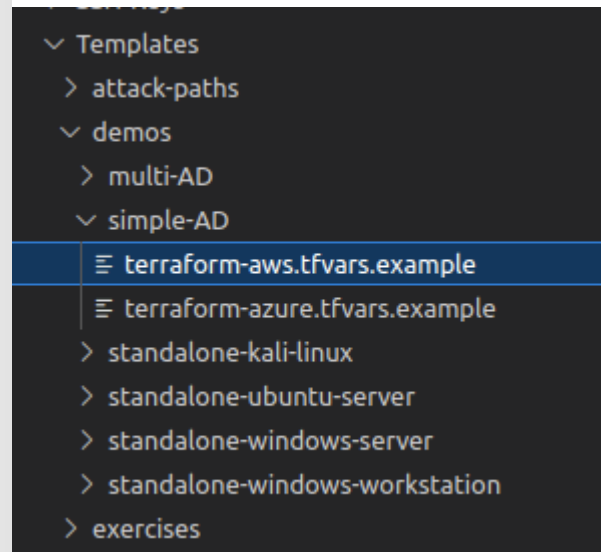 Templates
attack-paths
demos
multi-AD
simple-AD
terraform-aws.tfvars.example
terraform-azure.tfvars.example
standalone-kali-linux
standalone-ubuntu-server
standalone-windows-server
standalone-windows-workstation
exercises